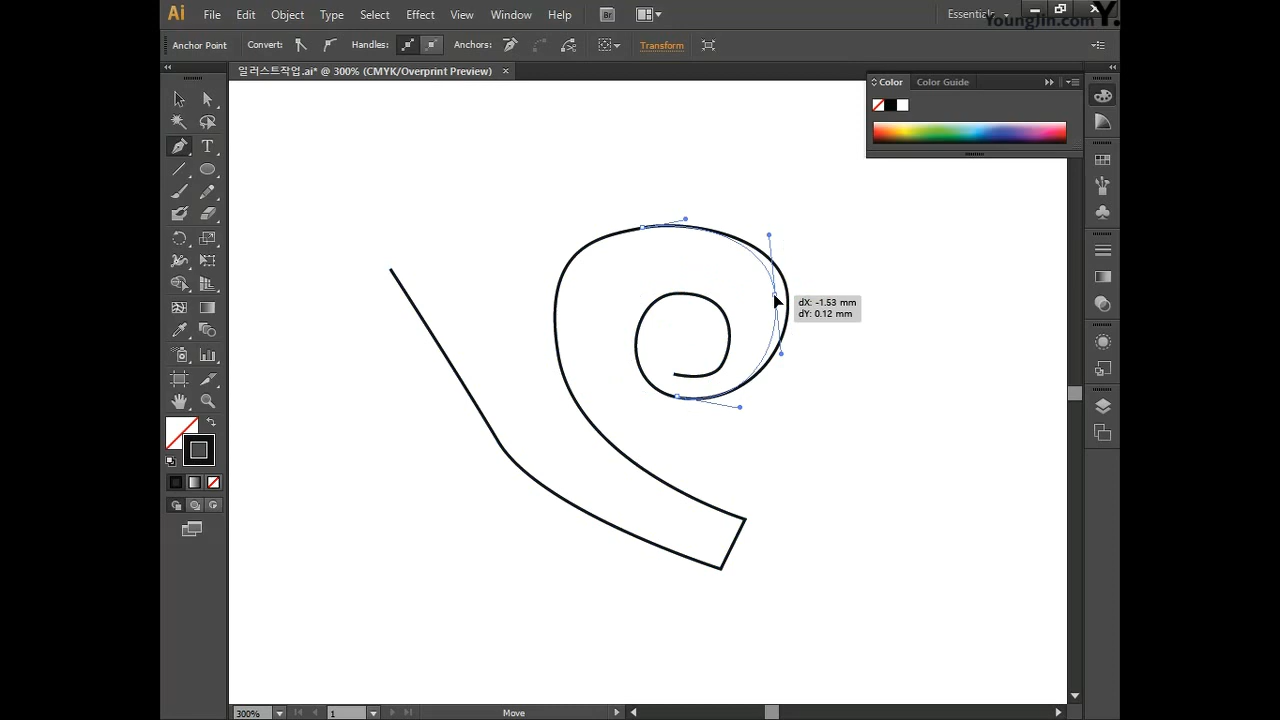 Ai File Edit Object Type Select Effect View Window Help Br Essentials
YoungJin.com Y.
Anchor Point Convert: Handles: Anchors: Transform
일러스트작업.ai* @ 300% (CMYK/Overprint Preview) ×
Color Color Guide
T
dX: -1.53 mm
dY: 0.12 mm
300% 1 Move